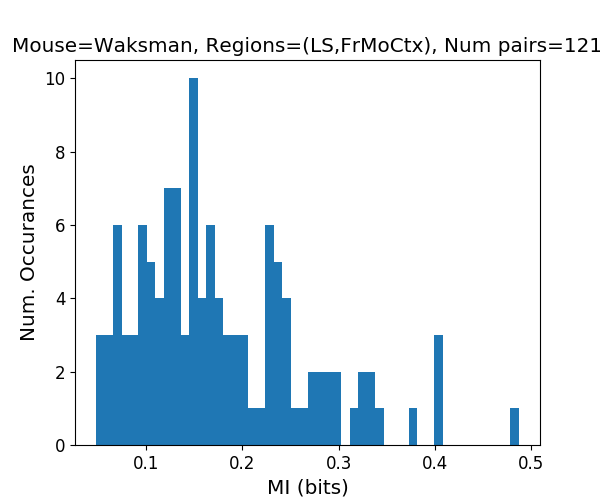 Mouse=Waksman, Regions=(LS,FrMoCtx), Num pairs=121
10
8
6
4
2
0
Num. Occurances
0.1 0.2 0.3 0.4 0.5
MI (bits)